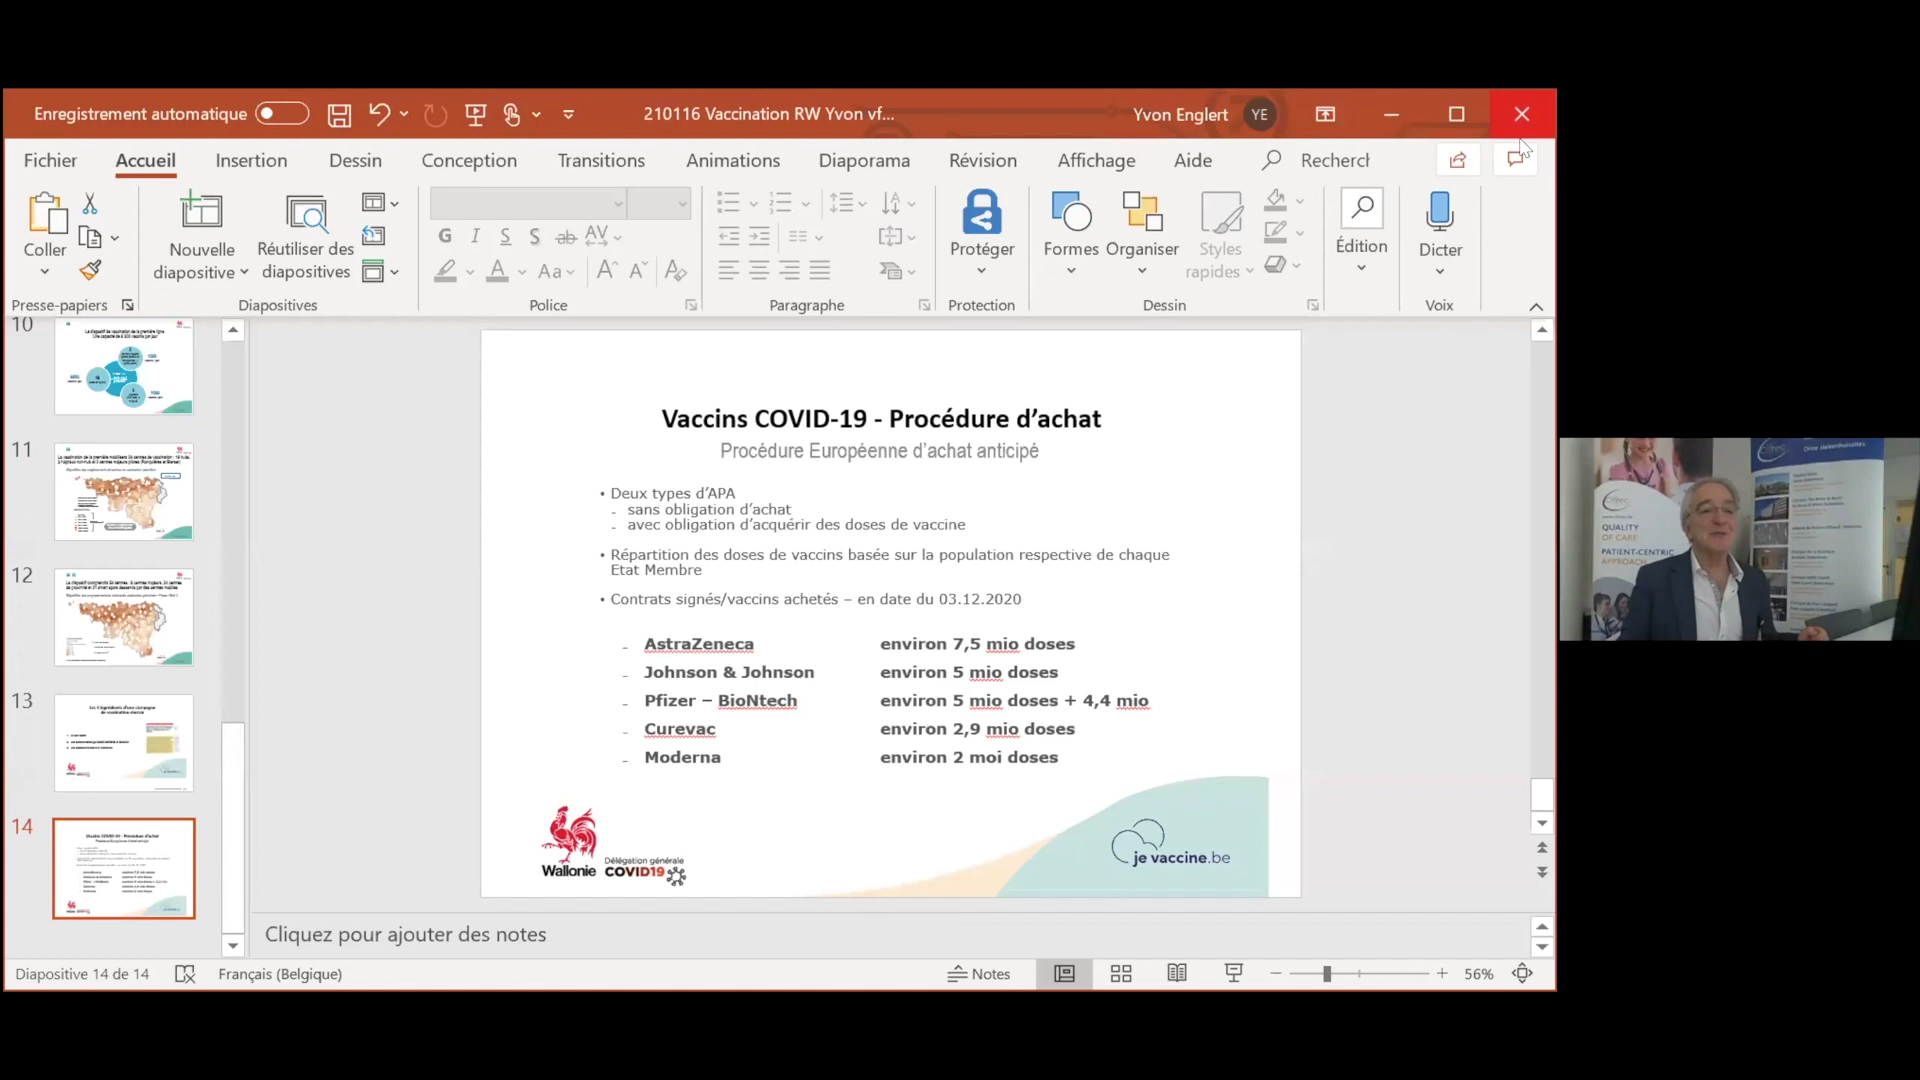 Enregistrement automatique
210116 Vaccination RW Yvon vf...
Yvon Englert YE
Fichier Accueil Insertion Dessin Conception Transitions Animations Diaporama Révision Affichage Aide Recherch
Coller
Nouvelle diapositive
Réutiliser des diapositives
G I S S ab AV
A Aa A A A
Protéger
Formes
Organiser
Styles rapides
Édition
Dicter
Presse-papiers Diapositives Police Paragraphe Protection Dessin Voix
10
11
12
13
14
Vaccins COVID-19 - Procédure d’achat
Procédure Européenne d’achat anticipé
• Deux types d’APA
- sans obligation d’achat
- avec obligation d’acquérir des doses de vaccine
• Répartition des doses de vaccins basée sur la population respective de chaque
Etat Membre
• Contrats signés/vaccins achetés – en date du 03.12.2020
- AstraZeneca environ 7,5 mio doses
- Johnson & Johnson environ 5 mio doses
- Pfizer – BioNtech environ 5 mio doses + 4,4 mio
- Curevac environ 2,9 mio doses
- Moderna environ 2 moi doses
Wallonie
Délégation générale
COVID19
je vaccine.be
QUALITY
OF CARE
PATIENT-CENTRIC
APPROACH
Cliquez pour ajouter des notes
Diapositive 14 de 14 Français (Belgique) Notes 56%